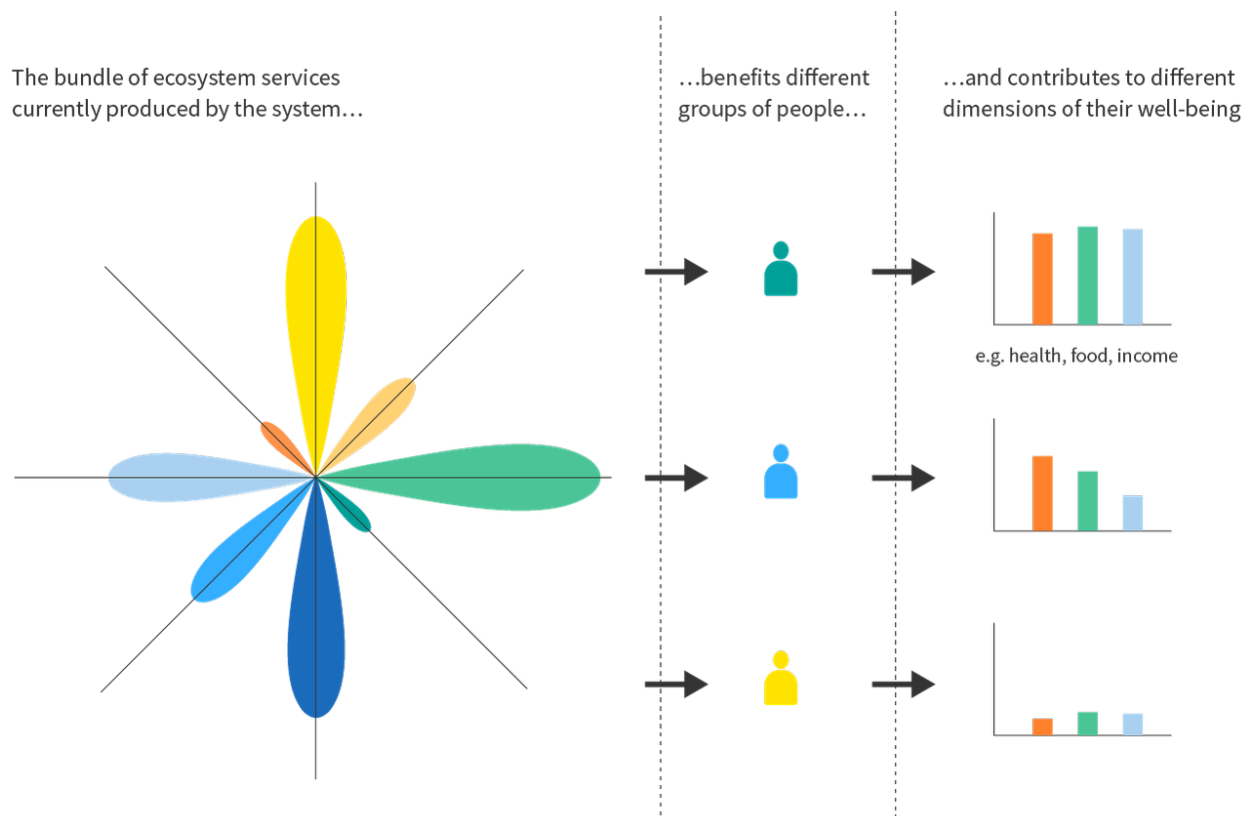 The bundle of ecosystem services
currently produced by the system…
…benefits different
groups of people…
…and contributes to different
dimensions of their well-being
e.g. health, food, income